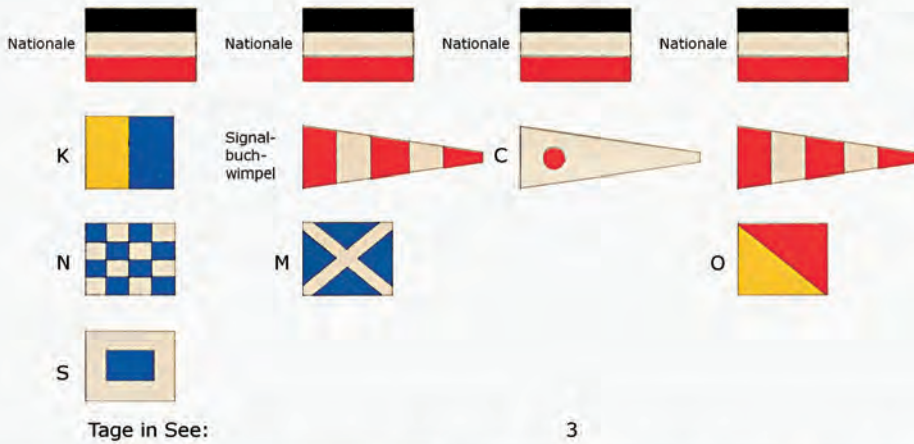 Nationale Nationale Nationale Nationale
K Signal-
buch-
wimpel C
N M O
S
Tage in See: 3